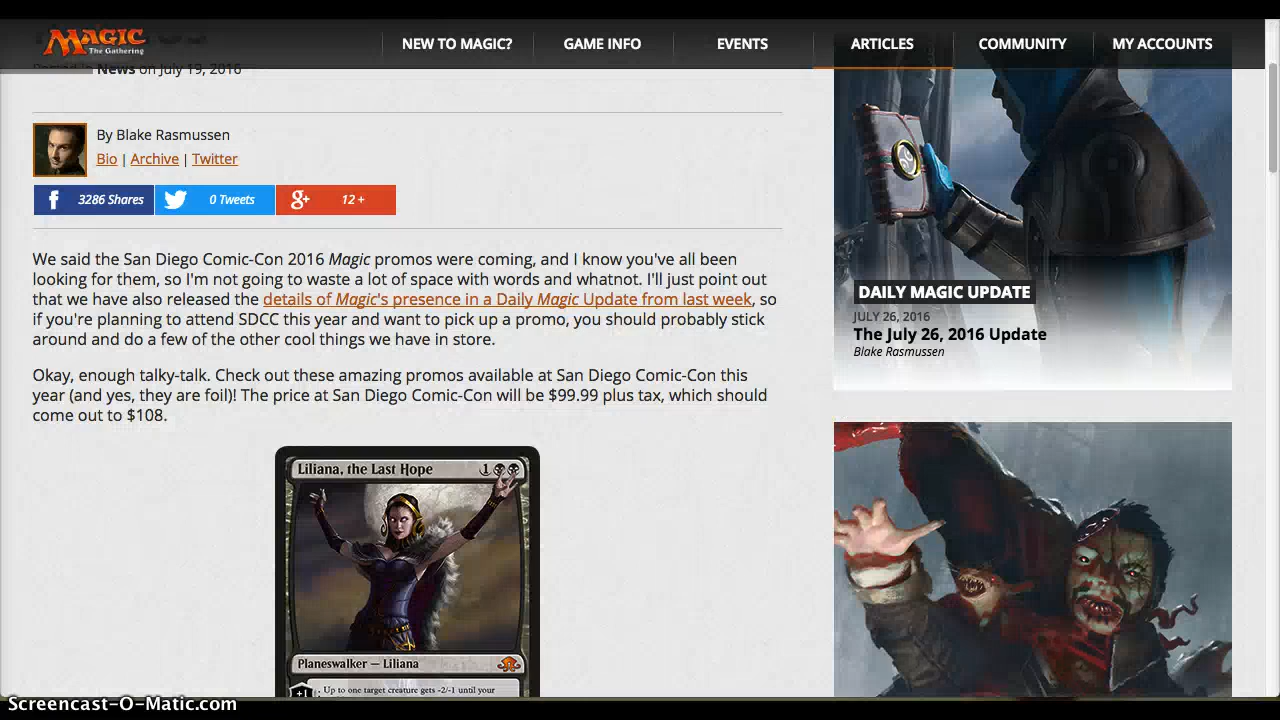 MAGIC
The Gathering
NEW TO MAGIC?
GAME INFO
EVENTS
ARTICLES
COMMUNITY
MY ACCOUNTS
News on July 19, 2016
By Blake Rasmussen
Bio | Archive | Twitter
3286 Shares
0 Tweets
g+ 12 +
We said the San Diego Comic-Con 2016 Magic promos were coming, and I know you've all been
looking for them, so I'm not going to waste a lot of space with words and whatnot. I'll just point out
that we have also released the details of Magic's presence in a Daily Magic Update from last week, so
if you're planning to attend SDCC this year and want to pick up a promo, you should probably stick
around and do a few of the other cool things we have in store.
Okay, enough talky-talk. Check out these amazing promos available at San Diego Comic-Con this
year (and yes, they are foil)! The price at San Diego Comic-Con will be $99.99 plus tax, which should
come out to $108.
Liliana, the Last Hope 1
Planeswalker — Liliana
+1 : Up to one target creature gets -2/-1 until your
DAILY MAGIC UPDATE
JULY 26, 2016
The July 26, 2016 Update
Blake Rasmussen
Screencast-O-Matic.com